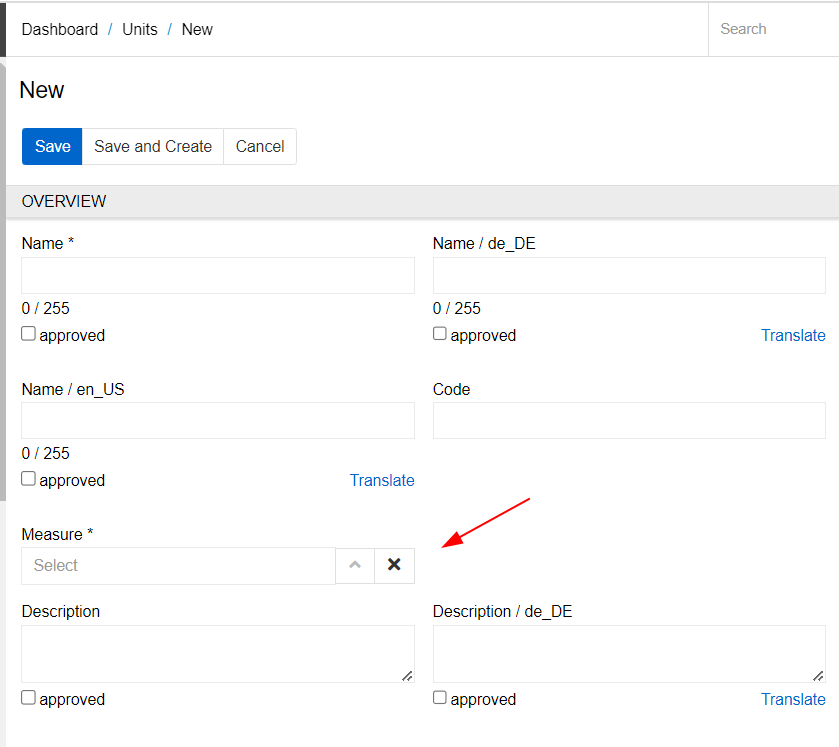 Dashboard / Units / New
Search
New
Save Save and Create Cancel
OVERVIEW
Name * Name / de_DE
0 / 255 0 / 255
approved approved Translate
Name / en_US Code
0 / 255
approved Translate
Measure *
Select
Description Description / de_DE
approved approved Translate